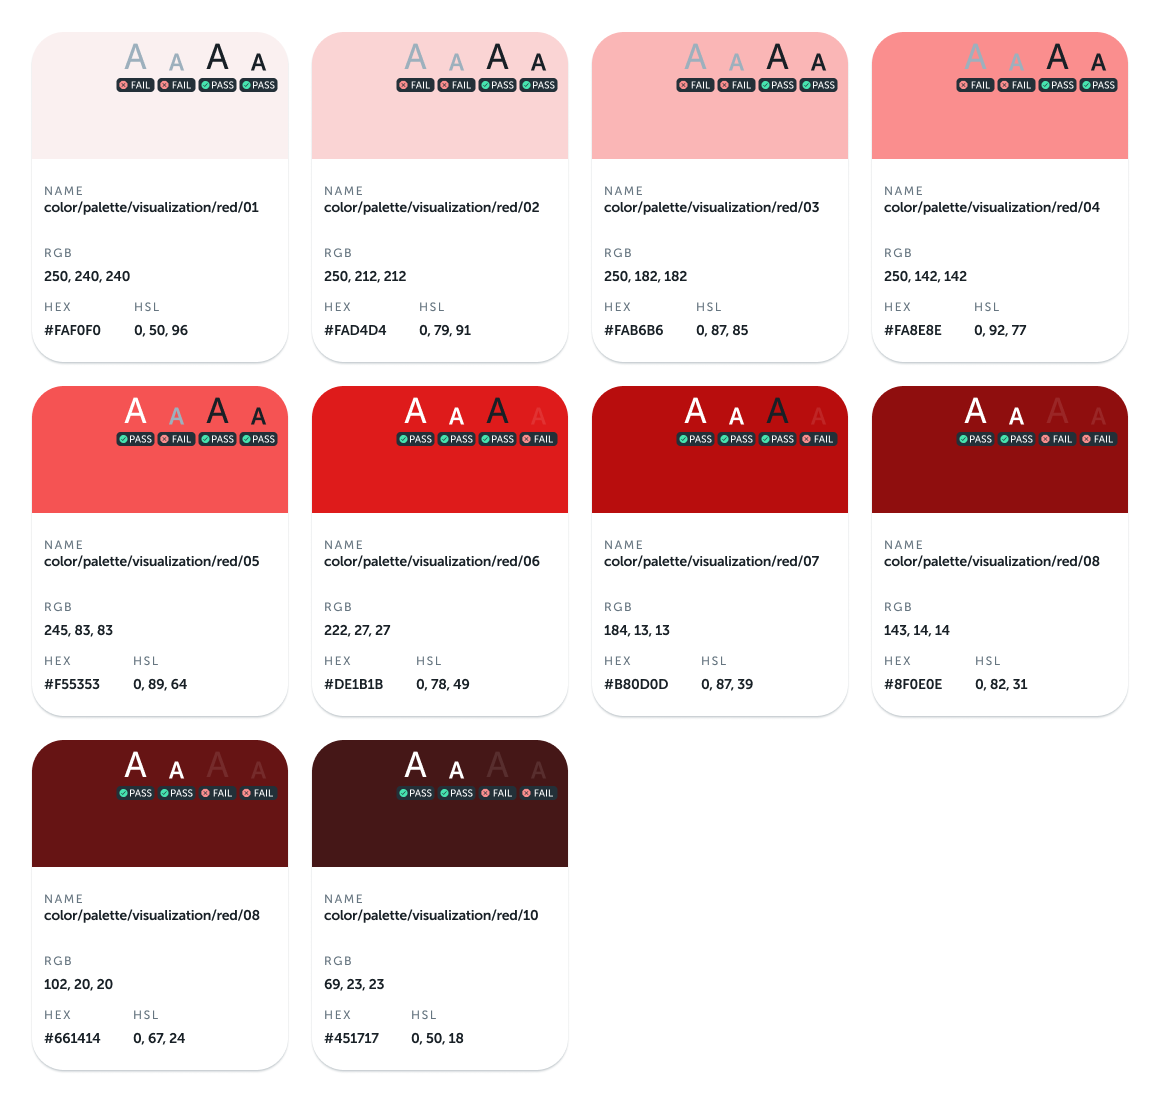 A A A A A A A A A A A A A A A A
FAIL FAIL PASS PASS FAIL FAIL PASS PASS FAIL FAIL PASS PASS FAIL FAIL PASS PASS
NAME NAME NAME NAME
color/palette/visualization/red/01 color/palette/visualization/red/02 color/palette/visualization/red/03 color/palette/visualization/red/04
RGB RGB RGB RGB
250, 240, 240 250, 212, 212 250, 182, 182 250, 142, 142
HEX HSL HEX HSL HEX HSL HEX HSL
#FAF0F0 0, 50, 96 #FAD4D4 0, 79, 91 #FAB6B6 0, 87, 85 #FA8E8E 0, 92, 77
A A A A A A A A A A A A A A A A
PASS FAIL PASS PASS PASS PASS PASS FAIL PASS PASS PASS FAIL PASS PASS FAIL FAIL
NAME NAME NAME NAME
color/palette/visualization/red/05 color/palette/visualization/red/06 color/palette/visualization/red/07 color/palette/visualization/red/08
RGB RGB RGB RGB
245, 83, 83 222, 27, 27 184, 13, 13 143, 14, 14
HEX HSL HEX HSL HEX HSL HEX HSL
#F55353 0, 89, 64 #DE1B1B 0, 78, 49 #B80D0D 0, 87, 39 #8F0E0E 0, 82, 31
A A A A A A A A
PASS PASS FAIL FAIL PASS PASS FAIL FAIL
NAME NAME
color/palette/visualization/red/08 color/palette/visualization/red/10
RGB RGB
102, 20, 20 69, 23, 23
HEX HSL HEX HSL
#661414 0, 67, 24 #451717 0, 50, 18